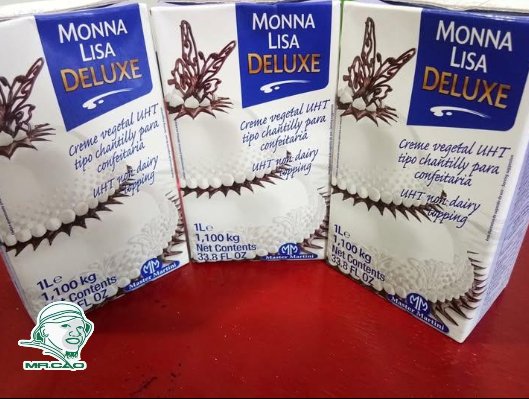 MONNA
LISA
DELUXE
Creme vegetal UHT
tipo chantilly para
confeitaria
UHT non dairy
topping
1L e
1,100 kg
Contents
FL OZ
MM
Master Martini
MONNA
LISA
DELUXE
Creme vegetal UHT
tipo chantilly para
confeitaria
UHT non dairy
topping
1L e
1,100 kg
Net Contents
33.8 FL. OZ
MM
Master Martini
MONNA
LISA
DELUXE
Creme vegetal UHT
tipo chantilly para
confeitaria
UHT non dairy
topping
1L e
1,100 kg
Net Contents
33.8 FL OZ
MM
Master Martini
MR.CAO